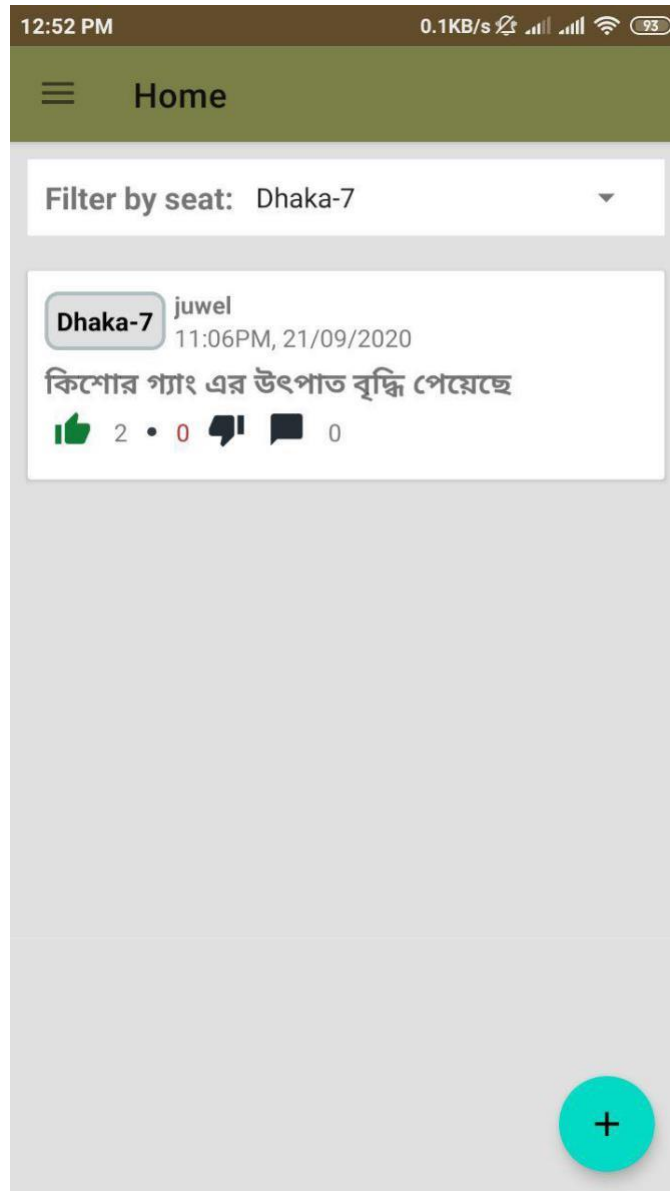 12:52 PM 0.1KB/s 93
Home
Filter by seat: Dhaka-7
Dhaka-7 juwel
11:06PM, 21/09/2020
কিশোর গ্যাং এর উৎপাত বৃদ্ধি পেয়েছে
2 • 0 0
+